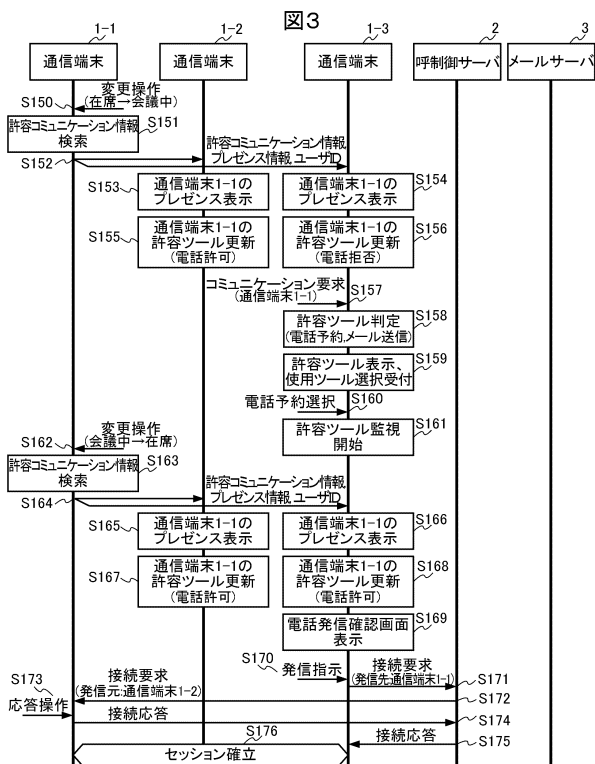 図3
1-1
1-2
1-3
2
3
通信端末
通信端末
通信端末
呼制御サーバ
メールサーバ
変更操作
(在席→会議中)
S150
許容コミュニケーション情報
検索
S151
許容コミュニケーション情報,
プレゼンス情報,ユーザID
S152
S153
通信端末1-1の
プレゼンス表示
通信端末1-1の
プレゼンス表示
S154
S155
通信端末1-1の
許容ツール更新
(電話許可)
通信端末1-1の
許容ツール更新
(電話拒否)
S156
コミュニケーション要求
(通信端末1-1)
S157
許容ツール判定
(電話予約,メール送信)
S158
許容ツール表示、
使用ツール選択受付
S159
電話予約選択
S160
許容ツール監視
開始
S161
変更操作
(会議中→在席)
S162
許容コミュニケーション情報
検索
S163
許容コミュニケーション情報,
プレゼンス情報,ユーザID
S164
S165
通信端末1-1の
プレゼンス表示
通信端末1-1の
プレゼンス表示
S166
S167
通信端末1-1の
許容ツール更新
(電話許可)
通信端末1-1の
許容ツール更新
(電話許可)
S168
電話発信確認画面
表示
S169
S170
発信指示
接続要求
(発信先:通信端末1-1)
S171
S173
接続要求
(発信元:通信端末1-2)
S172
応答操作
接続応答
S174
S176
接続応答
S175
セッション確立